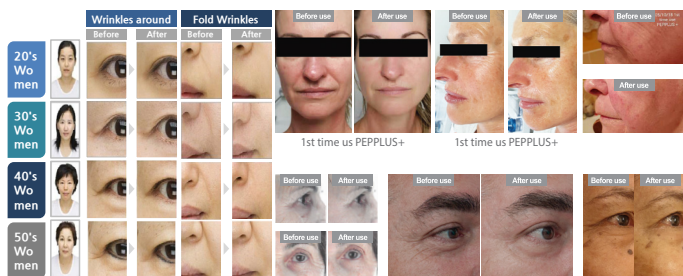 Wrinkles around
Fold Wrinkles
Before
After
Before
After
20's
Wo
men
30's
Wo
men
40's
Wo
men
50's
Wo
men
Before use
After use
1st time us PEPPLUS+
Before use
After use
1st time us PEPPLUS+
Before use
After use
Before use
After use
Before use
After use
Before use
After use
Before use
After use